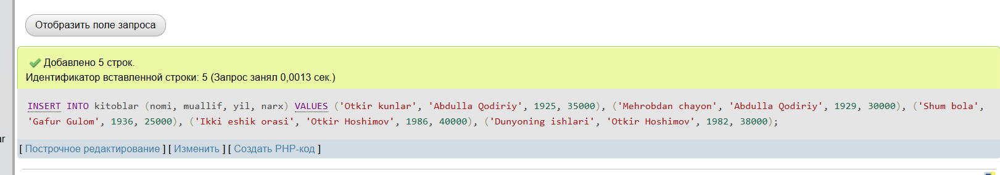 Отобразить поле запроса
Добавлено 5 строк.
Идентификатор вставленной строки: 5 (Запрос занял 0,0013 сек.)
INSERT INTO kitoblar (nomi, muallif, yil, narx) VALUES ('Otkir kunlar', 'Abdulla Qodiriy', 1925, 35000), ('Mehrobdan chayon', 'Abdulla Qodiriy', 1929, 30000), ('Shum bola',
'Gafur Gulom', 1936, 25000), ('Ikki eshik orasi', 'Otkir Hoshimov', 1986, 40000), ('Dunyoning ishlari', 'Otkir Hoshimov', 1982, 38000);
ar
[ Построчное редактирование ] [ Изменить ] [ Создать PHP-код ]